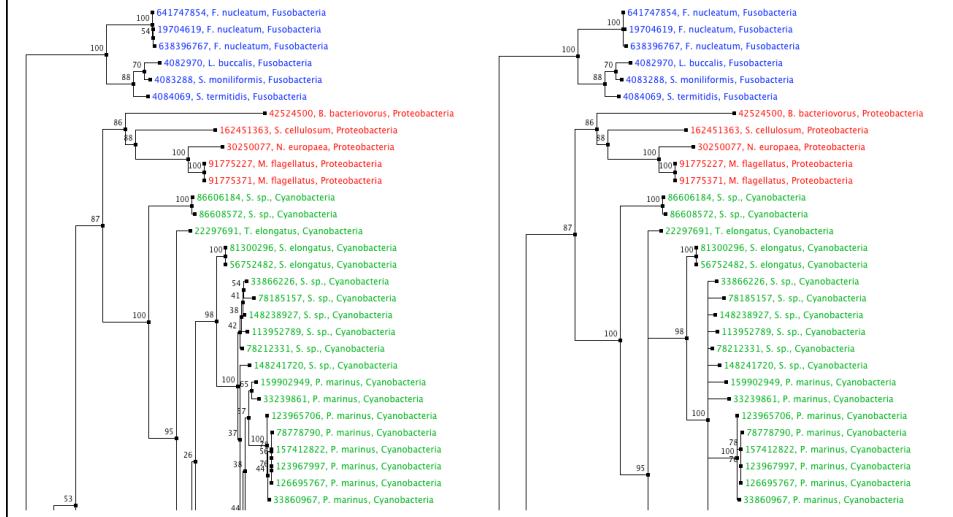 641747854, F. nucleatum, Fusobacteria
100
19704619, F. nucleatum, Fusobacteria
54
638396767, F. nucleatum, Fusobacteria
100
4082970, L. buccalis, Fusobacteria
70
4083288, S. moniliformis, Fusobacteria
88
4084069, S. termitidis, Fusobacteria
42524500, B. bacteriovorus, Proteobacteria
86
162451363, S. cellulosum, Proteobacteria
88
30250077, N. europaea, Proteobacteria
100
91775227, M. flagellatus, Proteobacteria
91775371, M. flagellatus, Proteobacteria
86606184, S. sp., Cyanobacteria
100
86608572, S. sp., Cyanobacteria
87
22297691, T. elongatus, Cyanobacteria
81300296, S. elongatus, Cyanobacteria
100
56752482, S. elongatus, Cyanobacteria
33866226, S. sp., Cyanobacteria
54
78185157, S. sp., Cyanobacteria
41
148238927, S. sp., Cyanobacteria
38
98
100
113952789, S. sp., Cyanobacteria
42
78212331, S. sp., Cyanobacteria
148241720, S. sp., Cyanobacteria
159902949, P. marinus, Cyanobacteria
100
65
33239861, P. marinus, Cyanobacteria
123965706, P. marinus, Cyanobacteria
78778790, P. marinus, Cyanobacteria
95
37
100
157412822, P. marinus, Cyanobacteria
123967997, P. marinus, Cyanobacteria
26
38
44
126695767, P. marinus, Cyanobacteria
33860967, P. marinus, Cyanobacteria
53
44
641747854, F. nucleatum, Fusobacteria
100
19704619, F. nucleatum, Fusobacteria
638396767, F. nucleatum, Fusobacteria
100
4082970, L. buccalis, Fusobacteria
70
4083288, S. moniliformis, Fusobacteria
88
4084069, S. termitidis, Fusobacteria
42524500, B. bacteriovorus, Proteobacteria
86
162451363, S. cellulosum, Proteobacteria
88
30250077, N. europaea, Proteobacteria
100
91775227, M. flagellatus, Proteobacteria
100
91775371, M. flagellatus, Proteobacteria
86606184, S. sp., Cyanobacteria
100
86608572, S. sp., Cyanobacteria
87
22297691, T. elongatus, Cyanobacteria
81300296, S. elongatus, Cyanobacteria
100
56752482, S. elongatus, Cyanobacteria
33866226, S. sp., Cyanobacteria
78185157, S. sp., Cyanobacteria
148238927, S. sp., Cyanobacteria
113952789, S. sp., Cyanobacteria
100
98
78212331, S. sp., Cyanobacteria
148241720, S. sp., Cyanobacteria
159902949, P. marinus, Cyanobacteria
33239861, P. marinus, Cyanobacteria
123965706, P. marinus, Cyanobacteria
100
78778790, P. marinus, Cyanobacteria
78
157412822, P. marinus, Cyanobacteria
100
123967997, P. marinus, Cyanobacteria
95
126695767, P. marinus, Cyanobacteria
33860967, P. marinus, Cyanobacteria